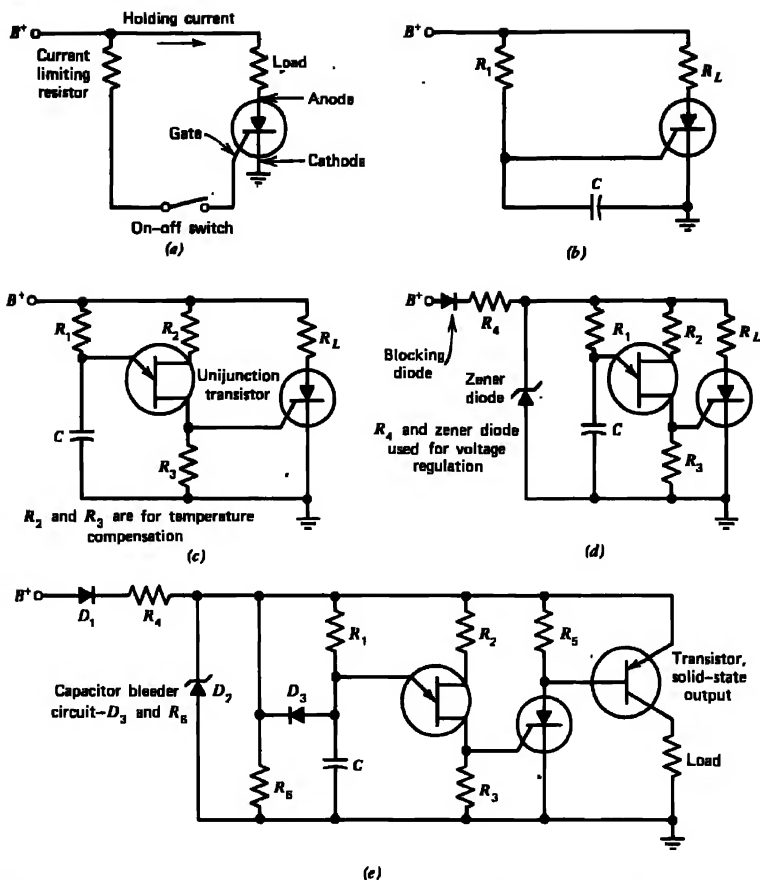 Holding current
B+
Current
limiting
resistor
Load
Anode
Gate
Cathode
On–off switch
(a)
B+
R1
RL
C
(b)
B+
R1
R2
RL
Unijunction
transistor
C
R3
R2 and R3 are for temperature
compensation
(c)
B+
R4
R1
R2
RL
Blocking
diode
Zener
diode
C
R4 and zener diode
used for voltage
regulation
R3
(d)
B+
D1
R4
R1
R2
R5
Transistor,
solid–state
output
Capacitor bleeder
circuit–D3 and R6
D2
D3
C
R6
R3
Load
(e)